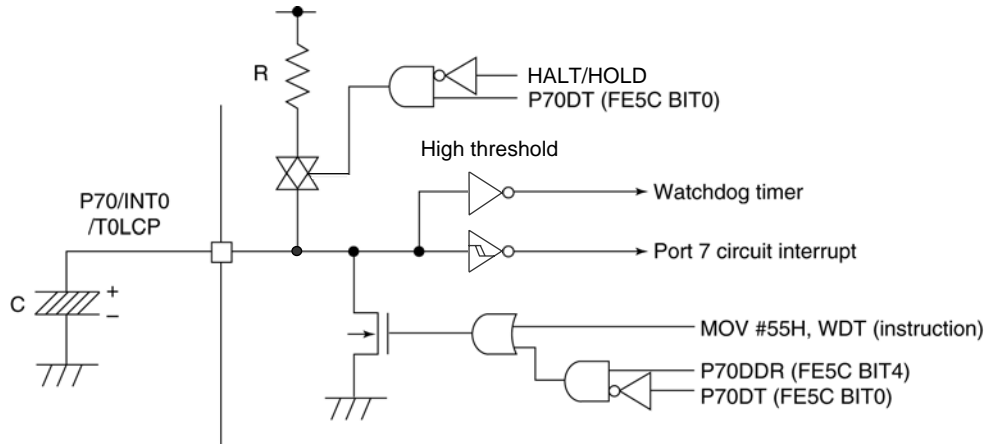 R
HALT/HOLD
P70DT (FE5C BIT0)
High threshold
P70/INT0
/T0LCP
Watchdog timer
Port 7 circuit interrupt
C
+
–
MOV #55H, WDT (instruction)
P70DDR (FE5C BIT4)
P70DT (FE5C BIT0)